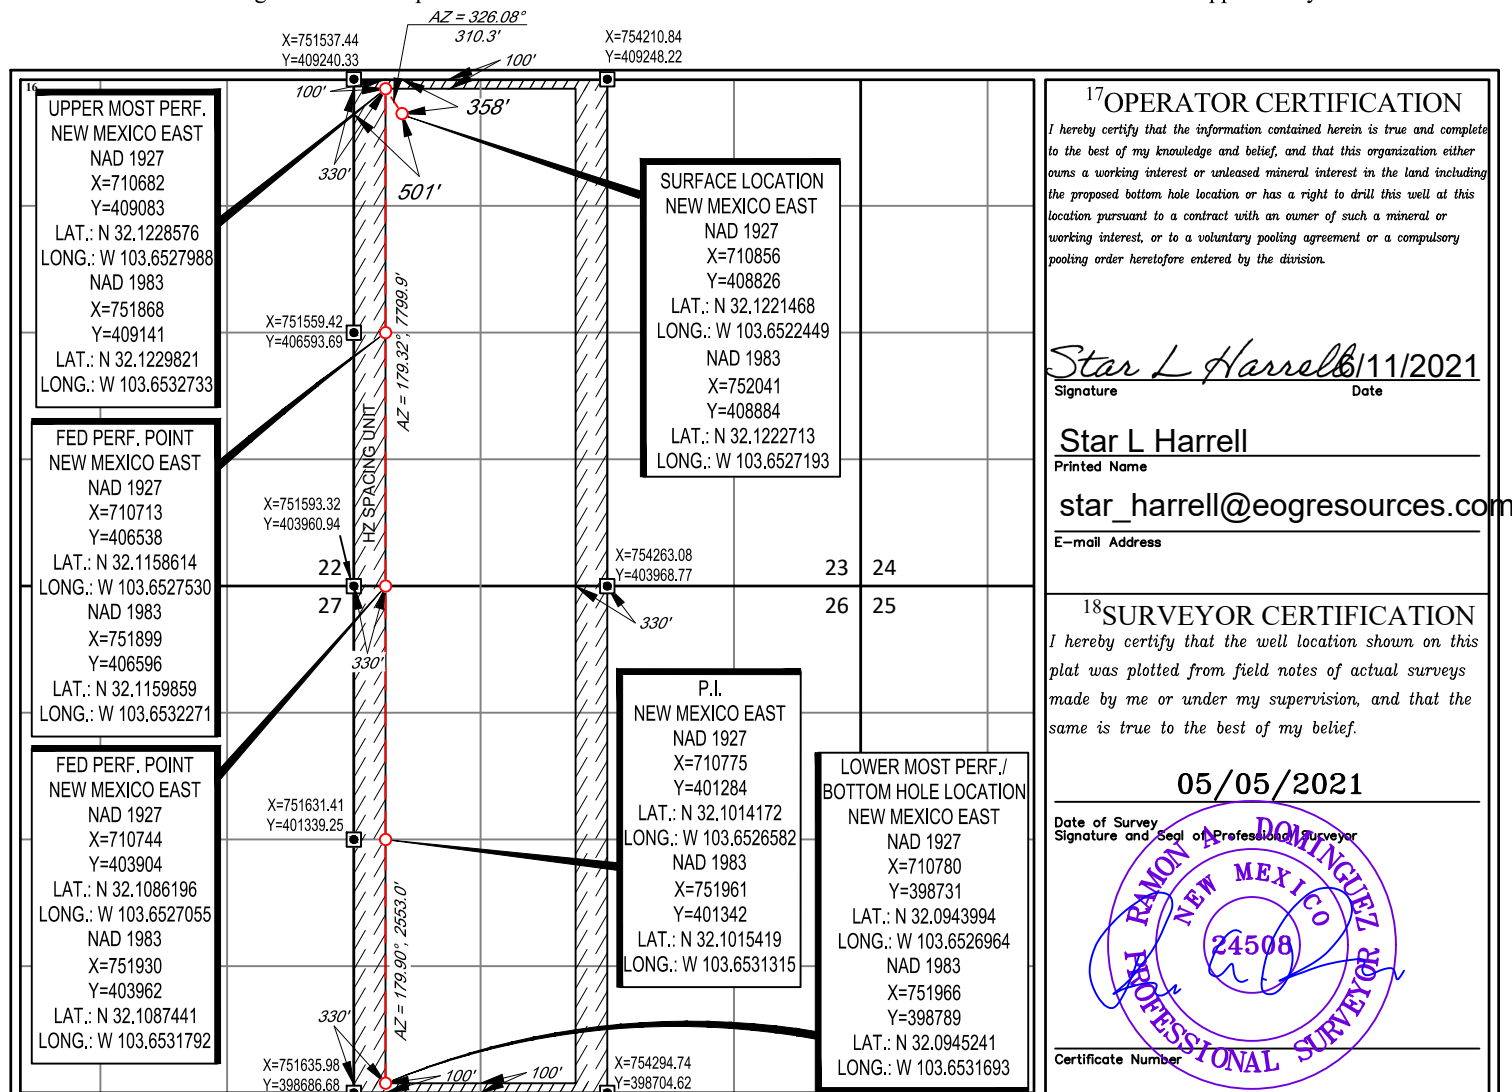 AZ = 326.08°
310.3'
X=751537.44
Y=409240.33
X=754210.84
Y=409248.22
100'
100'
358'
330'
501'
16
UPPER MOST PERF.
NEW MEXICO EAST
NAD 1927
X=710682
Y=409083
LAT.: N 32.1228576
LONG.: W 103.6527988
NAD 1983
X=751868
Y=409141
LAT.: N 32.1229821
LONG.: W 103.6532733
SURFACE LOCATION
NEW MEXICO EAST
NAD 1927
X=710856
Y=408826
LAT.: N 32.1221468
LONG.: W 103.6522449
NAD 1983
X=752041
Y=408884
LAT.: N 32.1222713
LONG.: W 103.6527193
X=751559.42
Y=406593.69
AZ = 179.32°, 7799.9'
HZ SPACING UNIT
FED PERF. POINT
NEW MEXICO EAST
NAD 1927
X=710713
Y=406538
LAT.: N 32.1158614
LONG.: W 103.6527530
NAD 1983
X=751899
Y=406596
LAT.: N 32.1159859
LONG.: W 103.6532271
X=751593.32
Y=403960.94
22
27
X=754263.08
Y=403968.77
23 24
26 25
330'
330'
FED PERF. POINT
NEW MEXICO EAST
NAD 1927
X=710744
Y=403904
LAT.: N 32.1086196
LONG.: W 103.6527055
NAD 1983
X=751930
Y=403962
LAT.: N 32.1087441
LONG.: W 103.6531792
X=751631.41
Y=401339.25
P.I.
NEW MEXICO EAST
NAD 1927
X=710775
Y=401284
LAT.: N 32.1014172
LONG.: W 103.6526582
NAD 1983
X=751961
Y=401342
LAT.: N 32.1015419
LONG.: W 103.6531315
LOWER MOST PERF./
BOTTOM HOLE LOCATION
NEW MEXICO EAST
NAD 1927
X=710780
Y=398731
LAT.: N 32.0943994
LONG.: W 103.6526964
NAD 1983
X=751966
Y=398789
LAT.: N 32.0945241
LONG.: W 103.6531693
AZ = 179.90°, 2553.0'
330'
X=751635.98
Y=398686.68
100'
100'
X=754294.74
Y=398704.62
17OPERATOR CERTIFICATION
I hereby certify that the information contained herein is true and complete
to the best of my knowledge and belief, and that this organization either
owns a working interest or unleased mineral interest in the land including
the proposed bottom hole location or has a right to drill this well at this
location pursuant to a contract with an owner of such a mineral or
working interest, or to a voluntary pooling agreement or a compulsory
pooling order heretofore entered by the division.
Star L Harrell 6/11/2021
Signature Date
Star L Harrell
Printed Name
star_harrell@eogresources.com
E-mail Address
18SURVEYOR CERTIFICATION
I hereby certify that the well location shown on this
plat was plotted from field notes of actual surveys
made by me or under my supervision, and that the
same is true to the best of my belief.
05/05/2021
Date of Survey
Signature and Seal of Professional Surveyor
RAMON A. DOMINGUEZ
NEW MEXICO
24508
PROFESSIONAL SURVEYOR
Certificate Number